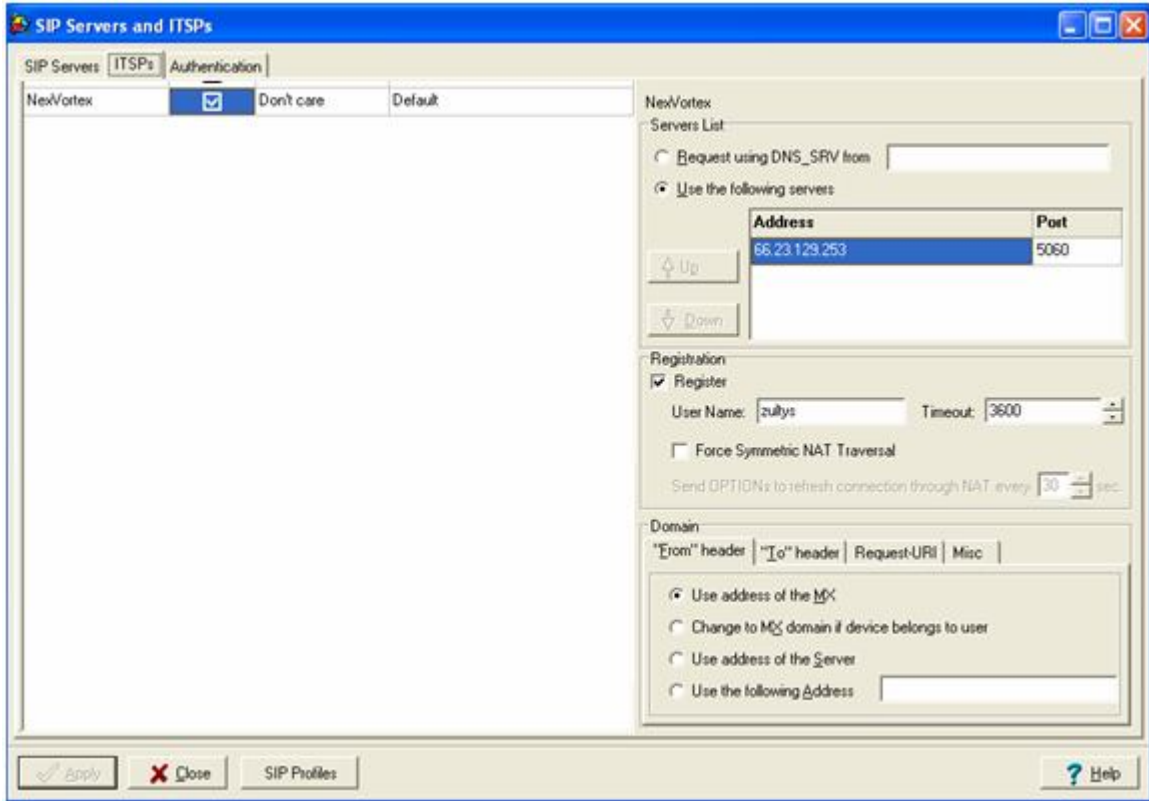 SIP Servers and ITSPs
SIP Servers ITSPs Authentication
NexVortex Don't care Default
NexVortex
Servers List
Request using DNS_SRV from
Use the following servers
Address Port
66.23.129.253 5060
Up
Down
Registration
Register
User Name: zultys Timeout: 3600
Force Symmetric NAT Traversal
Send OPTIONs to refresh connection through NAT every 30 sec.
Domain
"From" header "To" header Request-URI Misc
Use address of the MX
Change to MX domain if device belongs to user
Use address of the Server
Use the following Address
Apply Close SIP Profiles Help